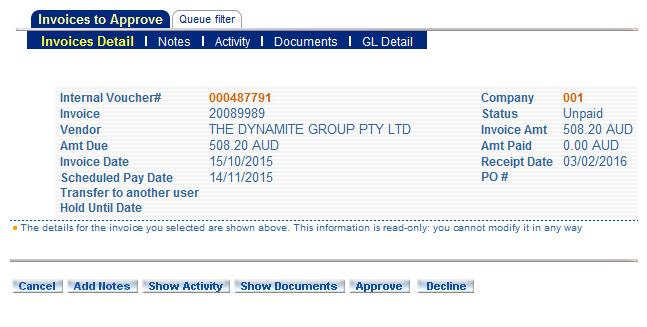 Invoices to Approve Queue filter
Invoices Detail | Notes | Activity | Documents | GL Detail
Internal Voucher# 000487791 Company 001
Invoice 20089989 Status Unpaid
Vendor THE DYNAMITE GROUP PTY LTD Invoice Amt 508.20 AUD
Amt Due 508.20 AUD Amt Paid 0.00 AUD
Invoice Date 15/10/2015 Receipt Date 03/02/2016
Scheduled Pay Date 14/11/2015 PO #
Transfer to another user
Hold Until Date
The details for the invoice you selected are shown above. This information is read-only: you cannot modify it in any way
Cancel Add Notes Show Activity Show Documents Approve Decline